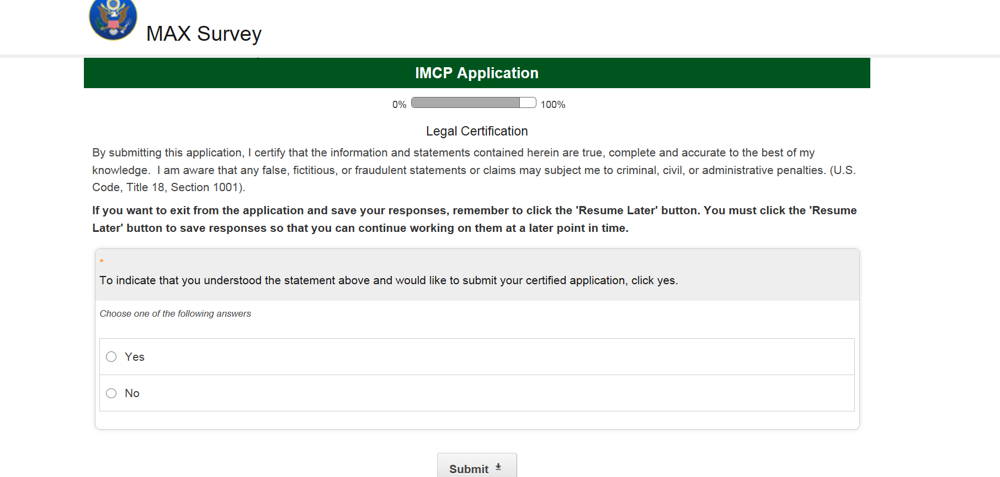 MAX Survey
IMCP Application
0% 100%
Legal Certification
By submitting this application, I certify that the information and statements contained herein are true, complete and accurate to the best of my
knowledge.  I am aware that any false, fictitious, or fraudulent statements or claims may subject me to criminal, civil, or administrative penalties. (U.S.
Code, Title 18, Section 1001).
If you want to exit from the application and save your responses, remember to click the 'Resume Later' button. You must click the 'Resume
Later' button to save responses so that you can continue working on them at a later point in time.
*
To indicate that you understood the statement above and would like to submit your certified application, click yes.
Choose one of the following answers
Yes
No
Submit